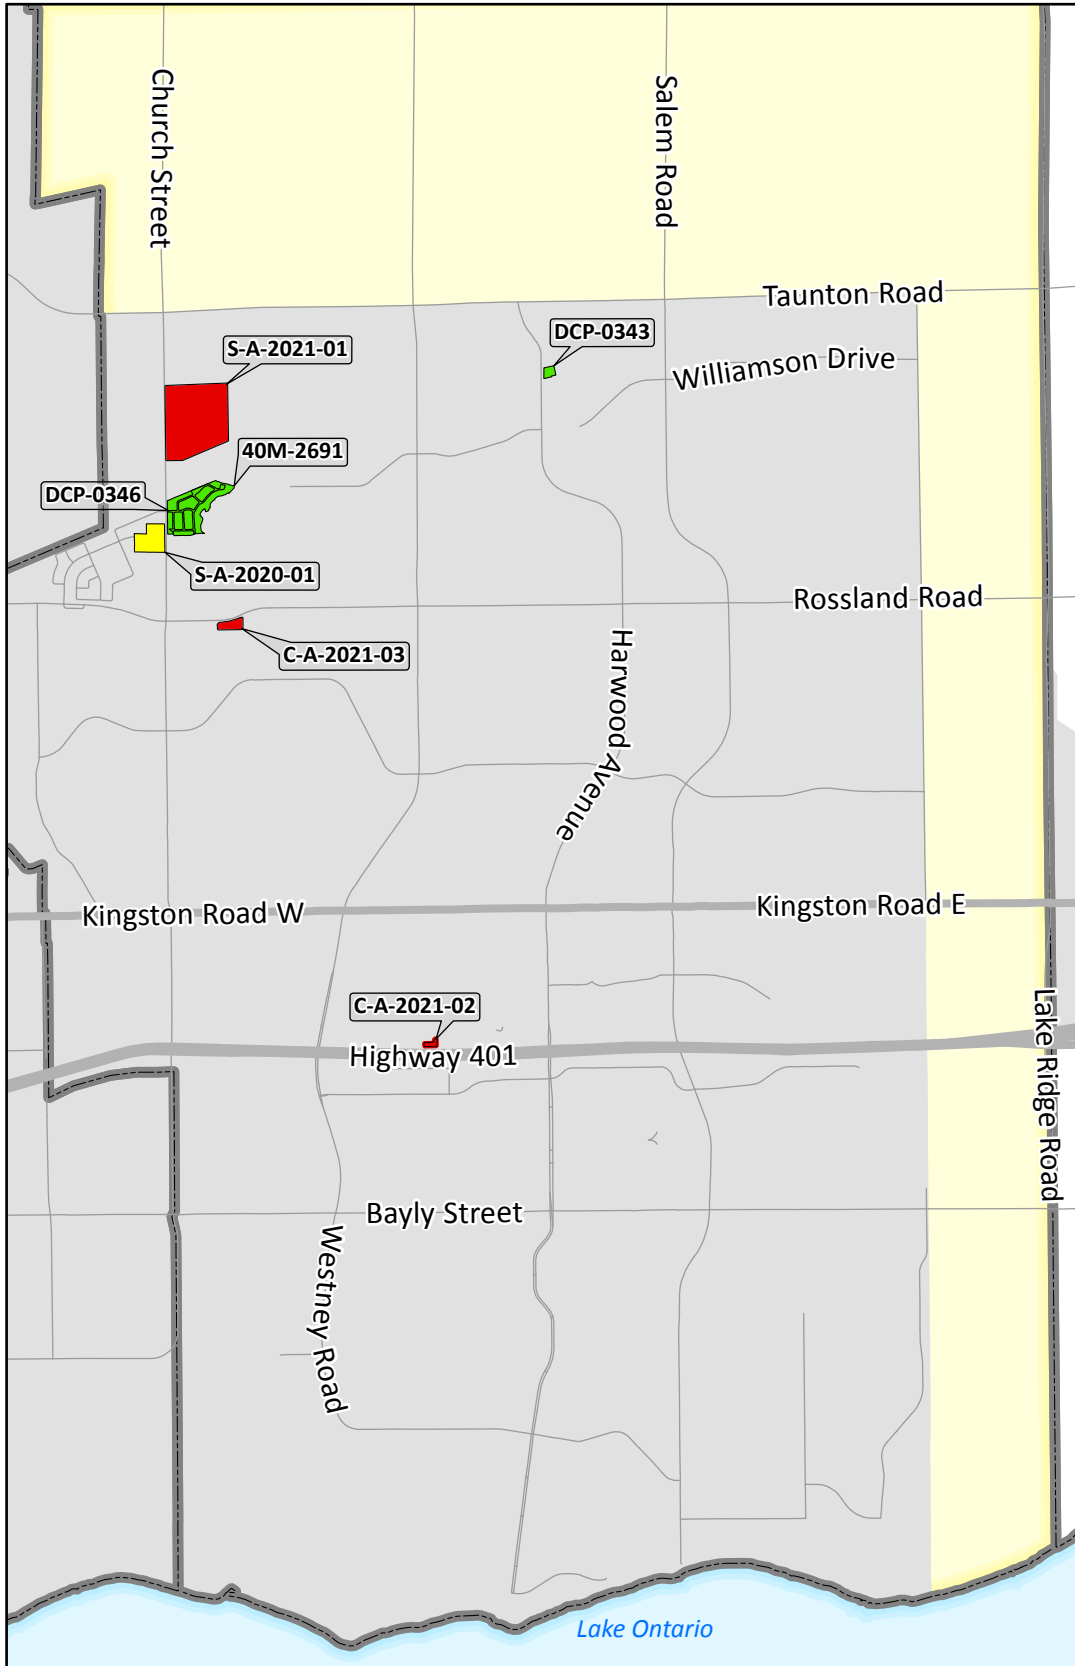 Church Street
Salem Road
Taunton Road
DCP-0343
S-A-2021-01
Williamson Drive
40M-2691
DCP-0346
S-A-2020-01
Rossland Road
C-A-2021-03
Harwood Avenue
Kingston Road W
Kingston Road E
C-A-2021-02
Highway 401
Lake Ridge Road
Bayly Street
Westney Road
Lake Ontario